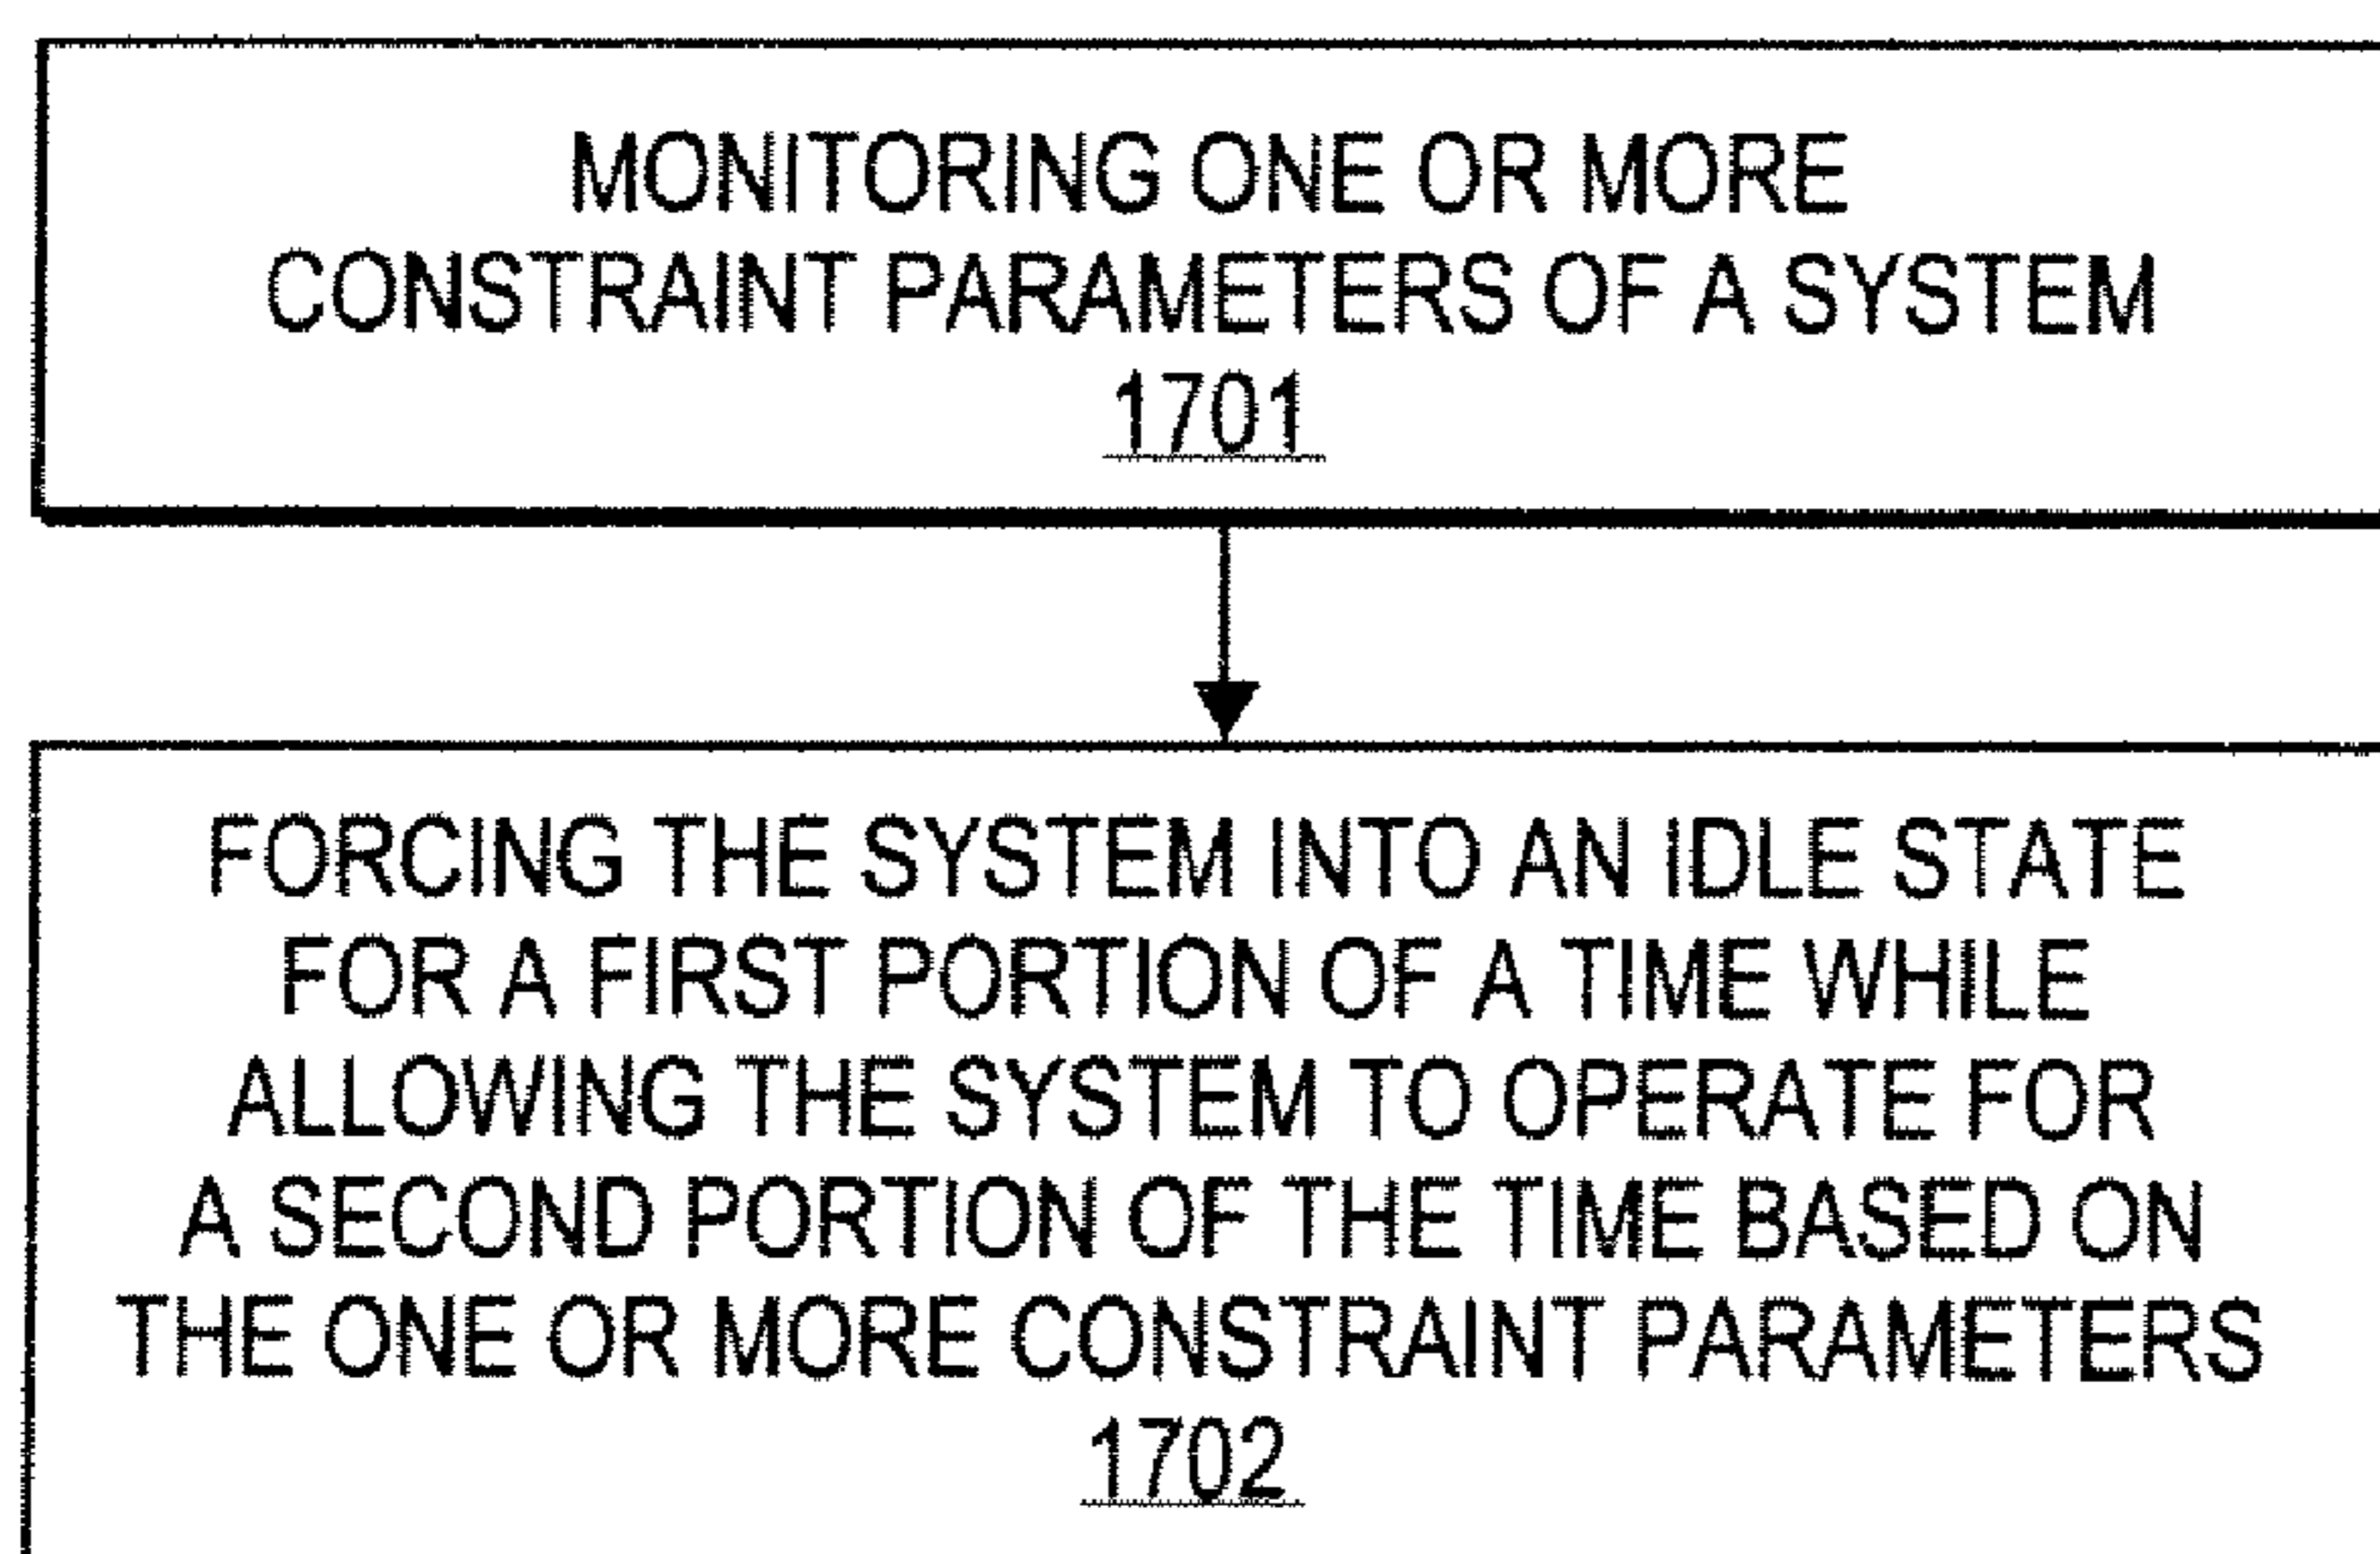 MONITORING ONE OR MORE
CONSTRAINT PARAMETERS OF A SYSTEM
1701
FORCING THE SYSTEM INTO AN IDLE STATE
FOR A FIRST PORTION OF A TIME WHILE
ALLOWING THE SYSTEM TO OPERATE FOR
A SECOND PORTION OF THE TIME BASED ON
THE ONE OR MORE CONSTRAINT PARAMETERS
1702